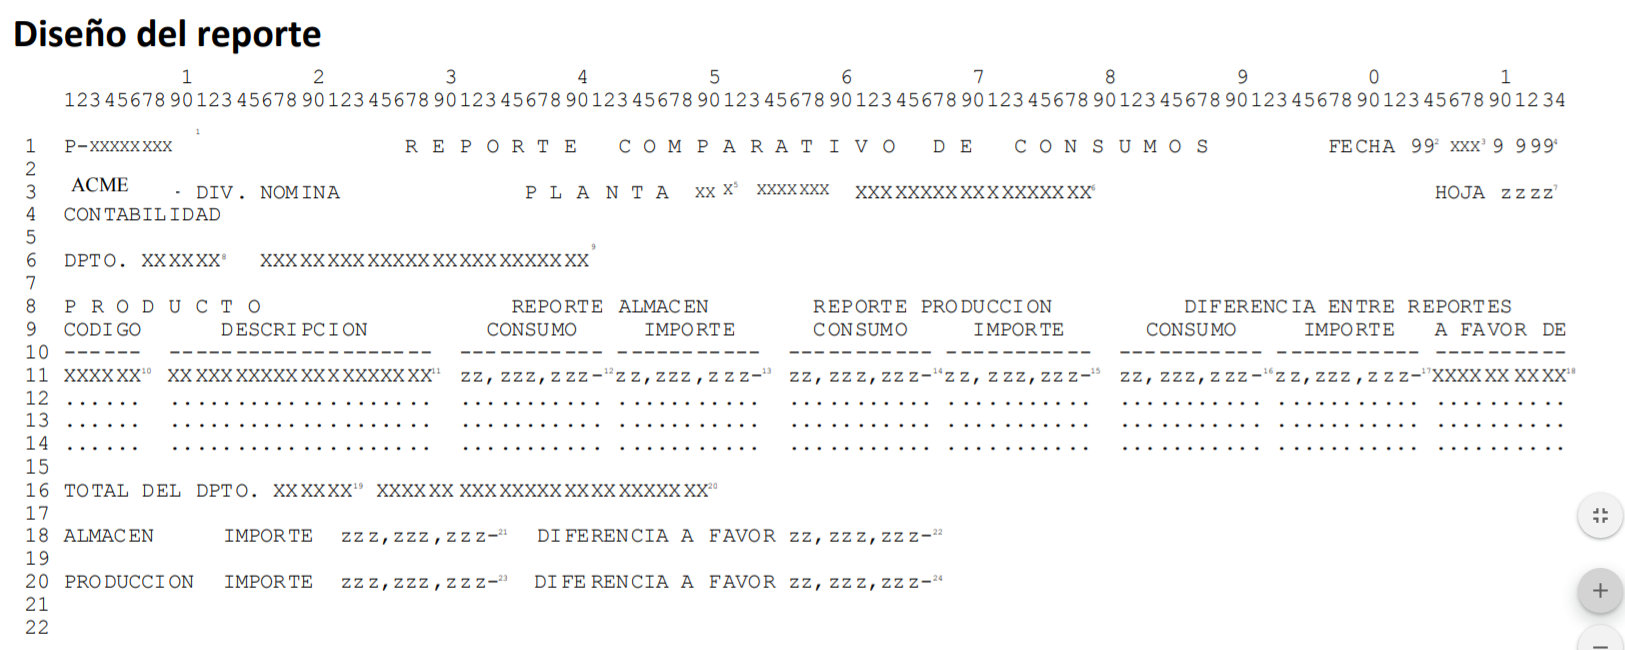 Diseño del reporte
1 2 3 4 5 6 7 8 9 0 1
123456789012345678901234567890123456789012345678901234567890123456789012345678901234567890123456789012345678901234
1 P-XXXXXXXX 1 R E P O R T E C O M P A R A T I V O D E C O N S U M O S FECHA 99 2 XXX 3 9 999 4
2
3 ACME - DIV. NOMINA P L A N T A XX X 5 XXXXXXX XXXXXXXXXXXXXXXXXX 6 HOJA ZZZZ 7
4 CONTABILIDAD
5
6 DPTO. XXXXXX 8 XXXXXXXXXXXXXXXXXXXXXXXXX 9
7
8 P R O D U C T O REPORTE ALMACEN REPORTE PRODUCCION DIFERENCIA ENTRE REPORTES
9 CODIGO DESCRIPCION CONSUMO IMPORTE CONSUMO IMPORTE CONSUMO IMPORTE A FAVOR DE
10 ------ -------------------- ----------- ----------- ----------- ----------- ----------- ----------- ----------
11 XXXXXX 10 XXXXXXXXXXXXXXXXXXXX 11 ZZ,ZZZ,ZZZ- 12 ZZ,ZZZ,ZZZ- 13 ZZ,ZZZ,ZZZ- 14 ZZ,ZZZ,ZZZ- 15 ZZ,ZZZ,ZZZ- 16 ZZ,ZZZ,ZZZ- 17 XXXXXXXXXX 18
12 ...... .................... ........... ........... ........... ........... ........... ........... ..........
13 ...... .................... ........... ........... ........... ........... ........... ........... ..........
14 ...... .................... ........... ........... ........... ........... ........... ........... ..........
15
16 TOTAL DEL DPTO. XXXXXX 19 XXXXXXXXXXXXXXXXXXXXXXXXX 20
17
18 ALMACEN IMPORTE ZZZ,ZZZ,ZZZ- 21 DIFERENCIA A FAVOR ZZ,ZZZ,ZZZ- 22
19
20 PRODUCCION IMPORTE ZZZ,ZZZ,ZZZ- 23 DIFERENCIA A FAVOR ZZ,ZZZ,ZZZ- 24
21
22